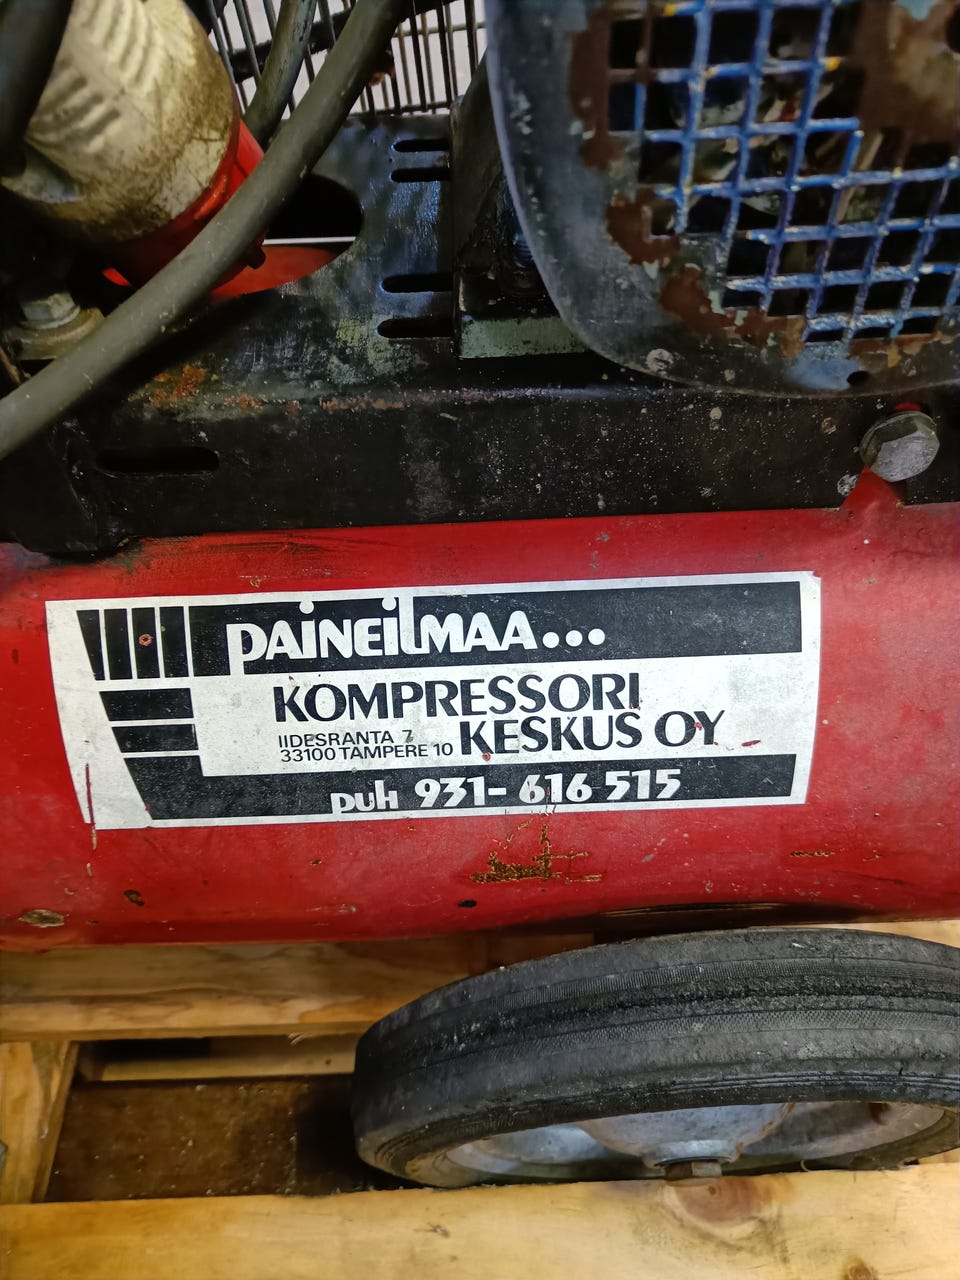 PAINEILMAA...
KOMPRESSORI
KESKUS OY
IIDESRANTA 7
33100 TAMPERE 10
puh 931-616 515